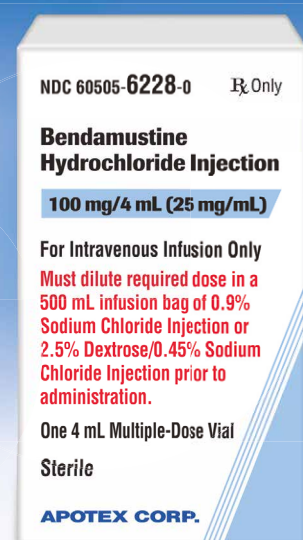 NDC 60505-6228-0 Rx Only
Bendamustine
Hydrochloride Injection
100 mg/4 mL (25 mg/mL)
For Intravenous Infusion Only
Must dilute required dose in a
500 mL infusion bag of 0.9%
Sodium Chloride Injection or
2.5% Dextrose/0.45% Sodium
Chloride Injection prior to
administration.
One 4 mL Multiple-Dose Vial
Sterile
APOTEX CORP.